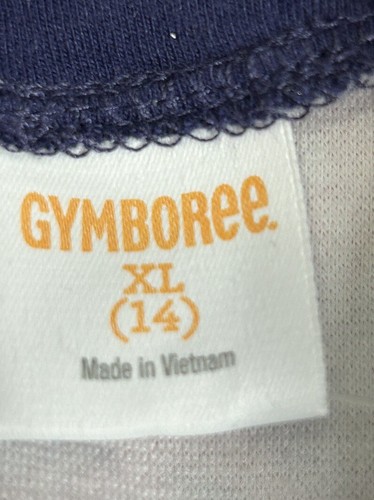 GYMBOREE.
XL
(14)
Made in Vietnam